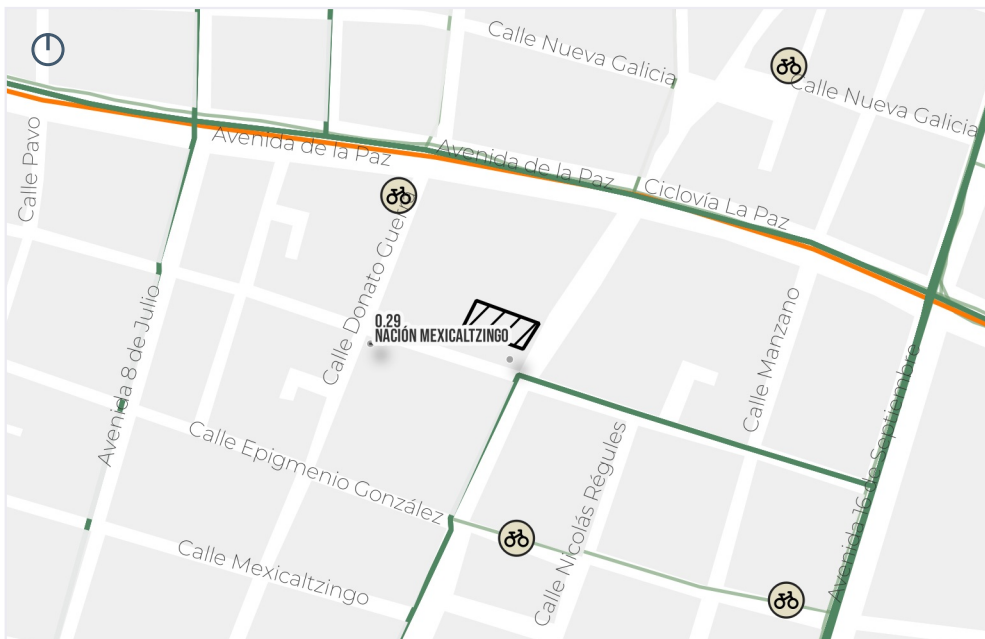 Calle Nueva Galicia
Calle Nueva Galicia
Calle Pavo
Avenida de la Paz
Avenida de la Paz
Ciclovía La Paz
Calle Donato Guerra
Avenida 8 de Julio
0.29
NACIÓN MEXICALTZINGO
Calle Manzano
Avenida 16 de Septiembre
Calle Epigmenio González
Calle Nicolás Régules
Calle Mexicaltzingo